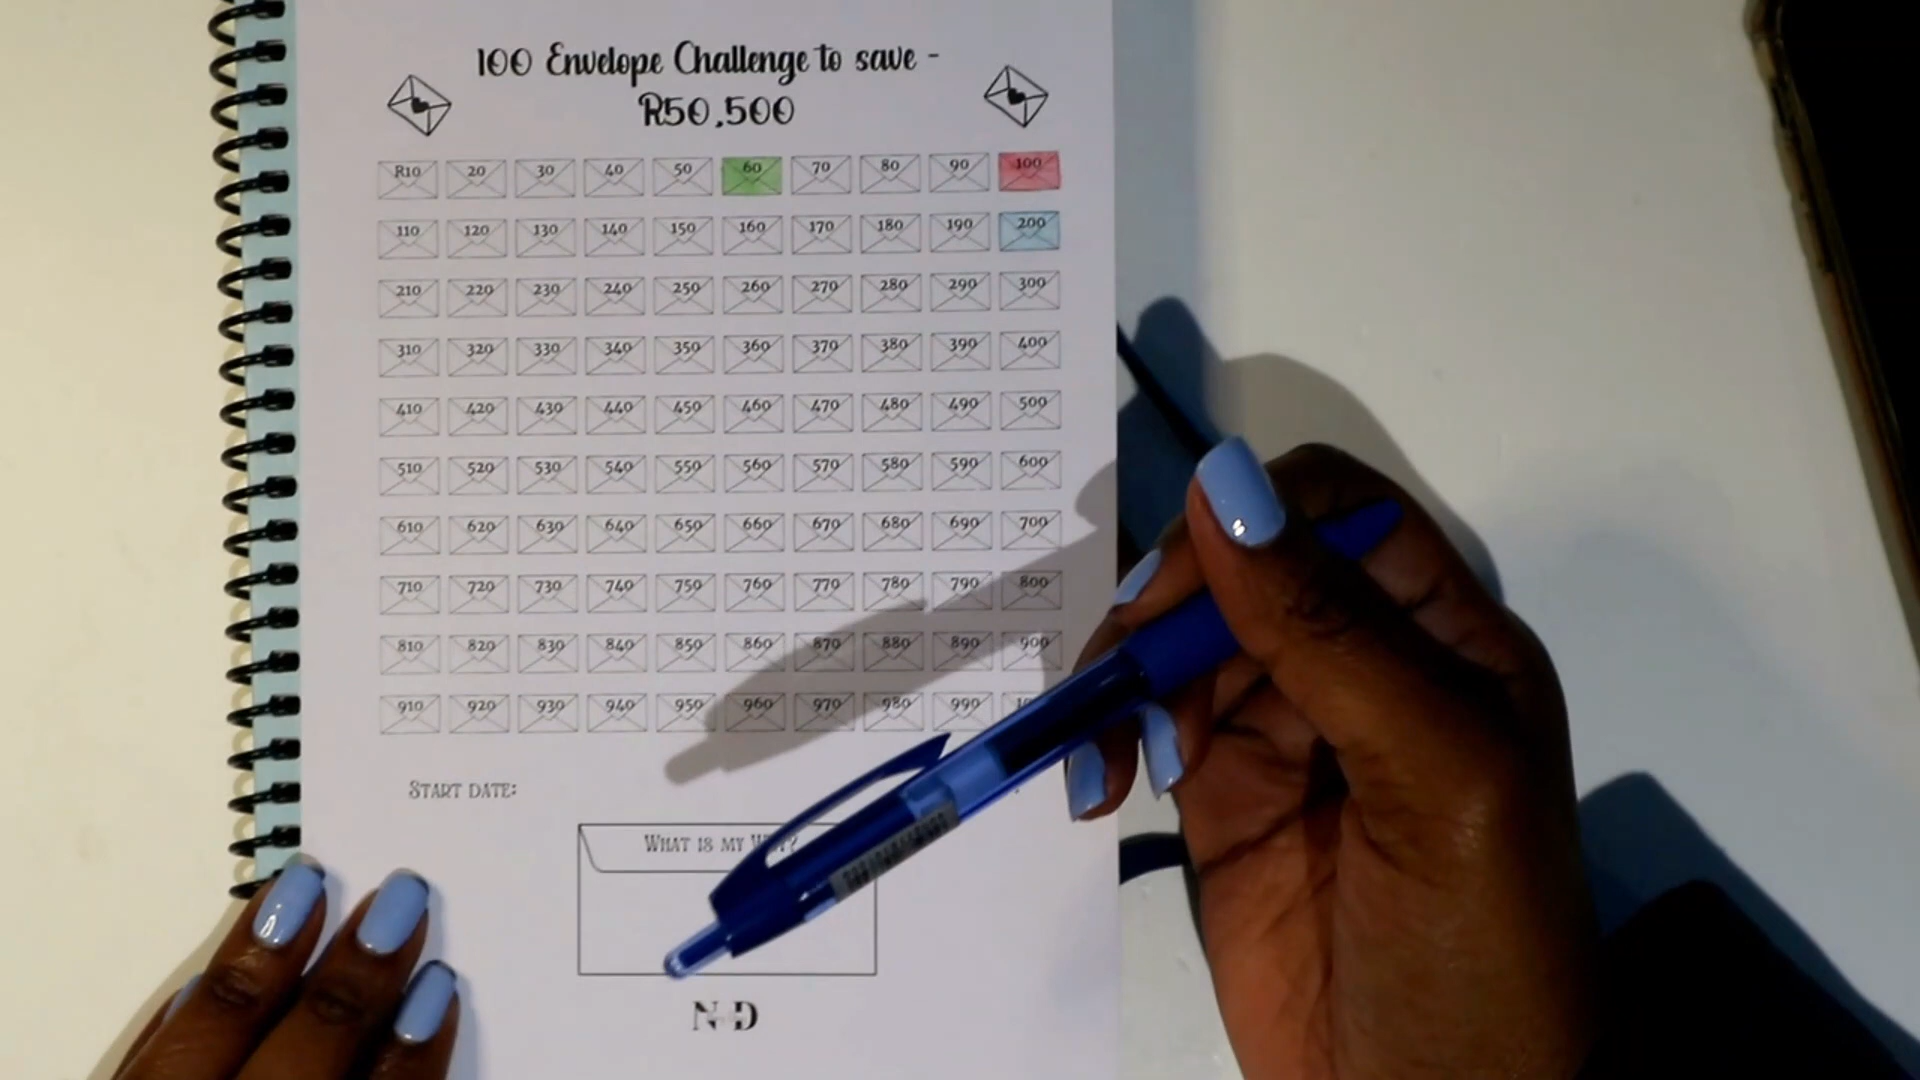 100 Envelope Challenge to save -
R50,500
R10 20 30 40 50 60 70 80 90 100
110 120 130 140 150 160 170 180 190 200
210 220 230 240 250 260 270 280 290 300
310 320 330 340 350 360 370 380 390 400
410 420 430 440 450 460 470 480 490 500
510 520 530 540 550 560 570 580 590 600
610 620 630 640 650 660 670 680 690 700
710 720 730 740 750 760 770 780 790 800
810 820 830 840 850 860 870 880 890 900
910 920 930 940 950 960 970 980 990
START DATE:
WHAT IS MY WHY?